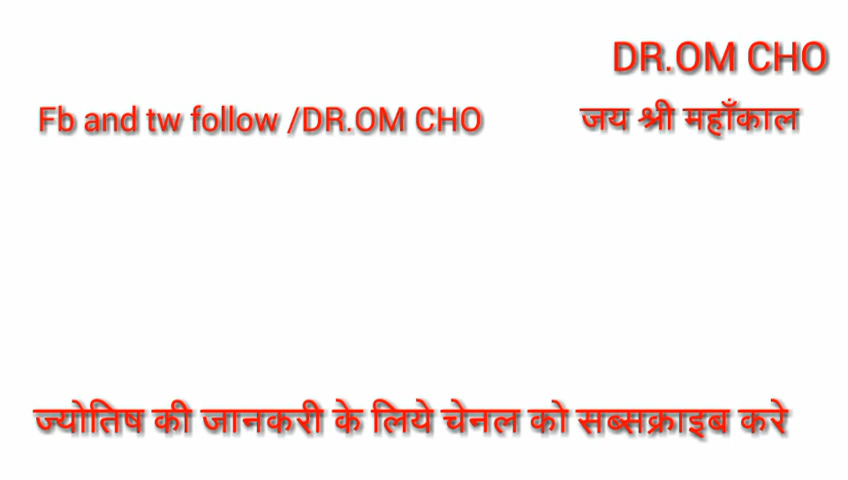 DR.OM CHO
Fb and tw follow /DR.OM CHO
जय श्री महाँकाल
ज्योतिष की जानकरी के लिये चेनल को सब्सक्राइब करे